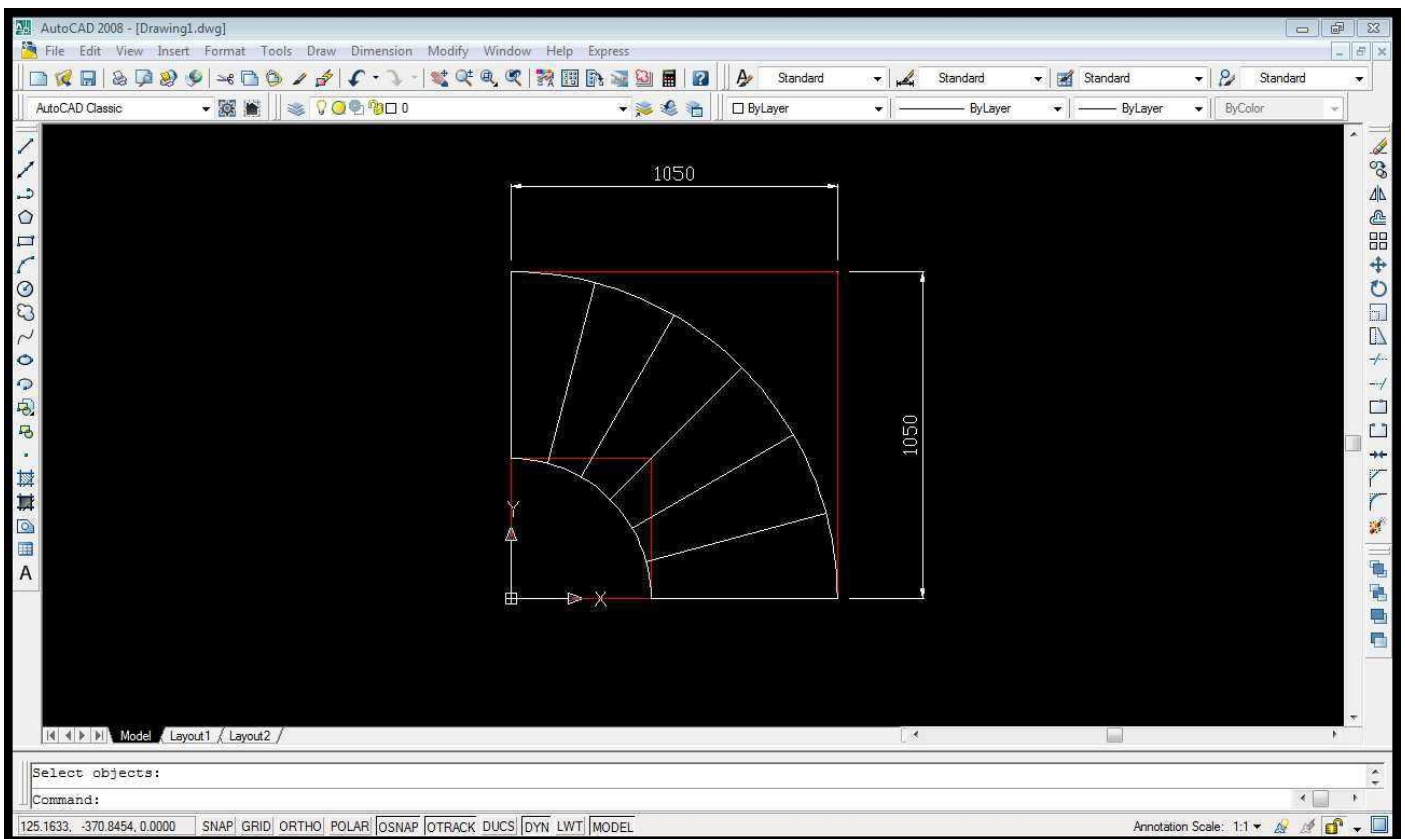 AutoCAD 2008 - [Drawing1.dwg]
File Edit View Insert Format Tools Draw Dimension Modify Window Help Express
Standard Standard Standard Standard
AutoCAD Classic 0 ByLayer ByLayer ByLayer ByColor
1050
1050
Y
X
A
Model Layout1 Layout2
Select objects:
Command:
125.1633, -370.8454, 0.0000 SNAP GRID ORTHO POLAR OSNAP OTRACK DUCS DYN LWT MODEL Annotation Scale: 1:1